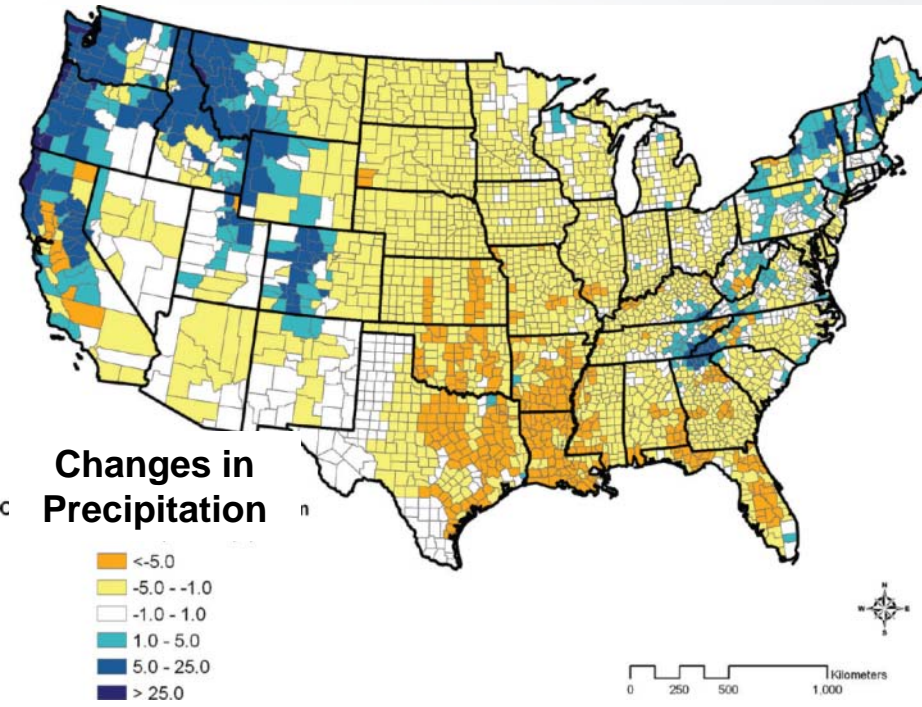 Changes in
Precipitation
<-5.0
-5.0 - -1.0
-1.0 - 1.0
1.0 - 5.0
5.0 - 25.0
> 25.0
N
W E
S
Kilometers
0 250 500 1,000